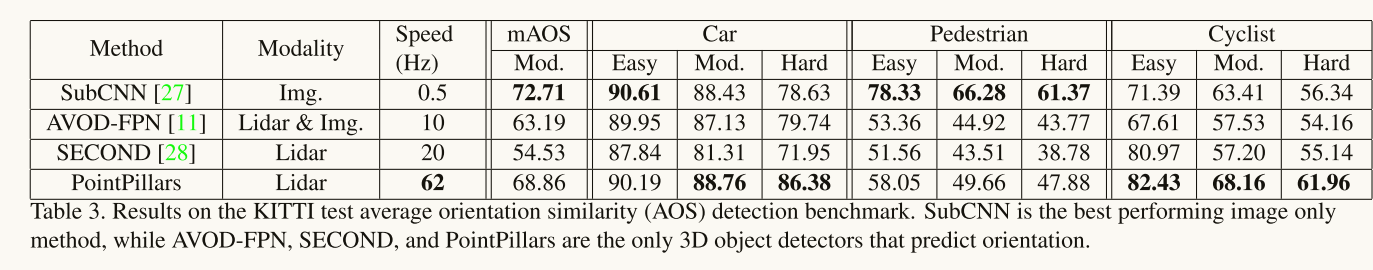 Method Modality Speed (Hz) mAOS Car Pedestrian Cyclist
Mod. Easy Mod. Hard Easy Mod. Hard Easy Mod. Hard
SubCNN [27] Img. 0.5 72.71 90.61 88.43 78.63 78.33 66.28 61.37 71.39 63.41 56.34
AVOD-FPN [11] Lidar & Img. 10 63.19 89.95 87.13 79.74 53.36 44.92 43.77 67.61 57.53 54.16
SECOND [28] Lidar 20 54.53 87.84 81.31 71.95 51.56 43.51 38.78 80.97 57.20 55.14
PointPillars Lidar 62 68.86 90.19 88.76 86.38 58.05 49.66 47.88 82.43 68.16 61.96
Table 3. Results on the KITTI test average orientation similarity (AOS) detection benchmark. SubCNN is the best performing image only
method, while AVOD-FPN, SECOND, and PointPillars are the only 3D object detectors that predict orientation.